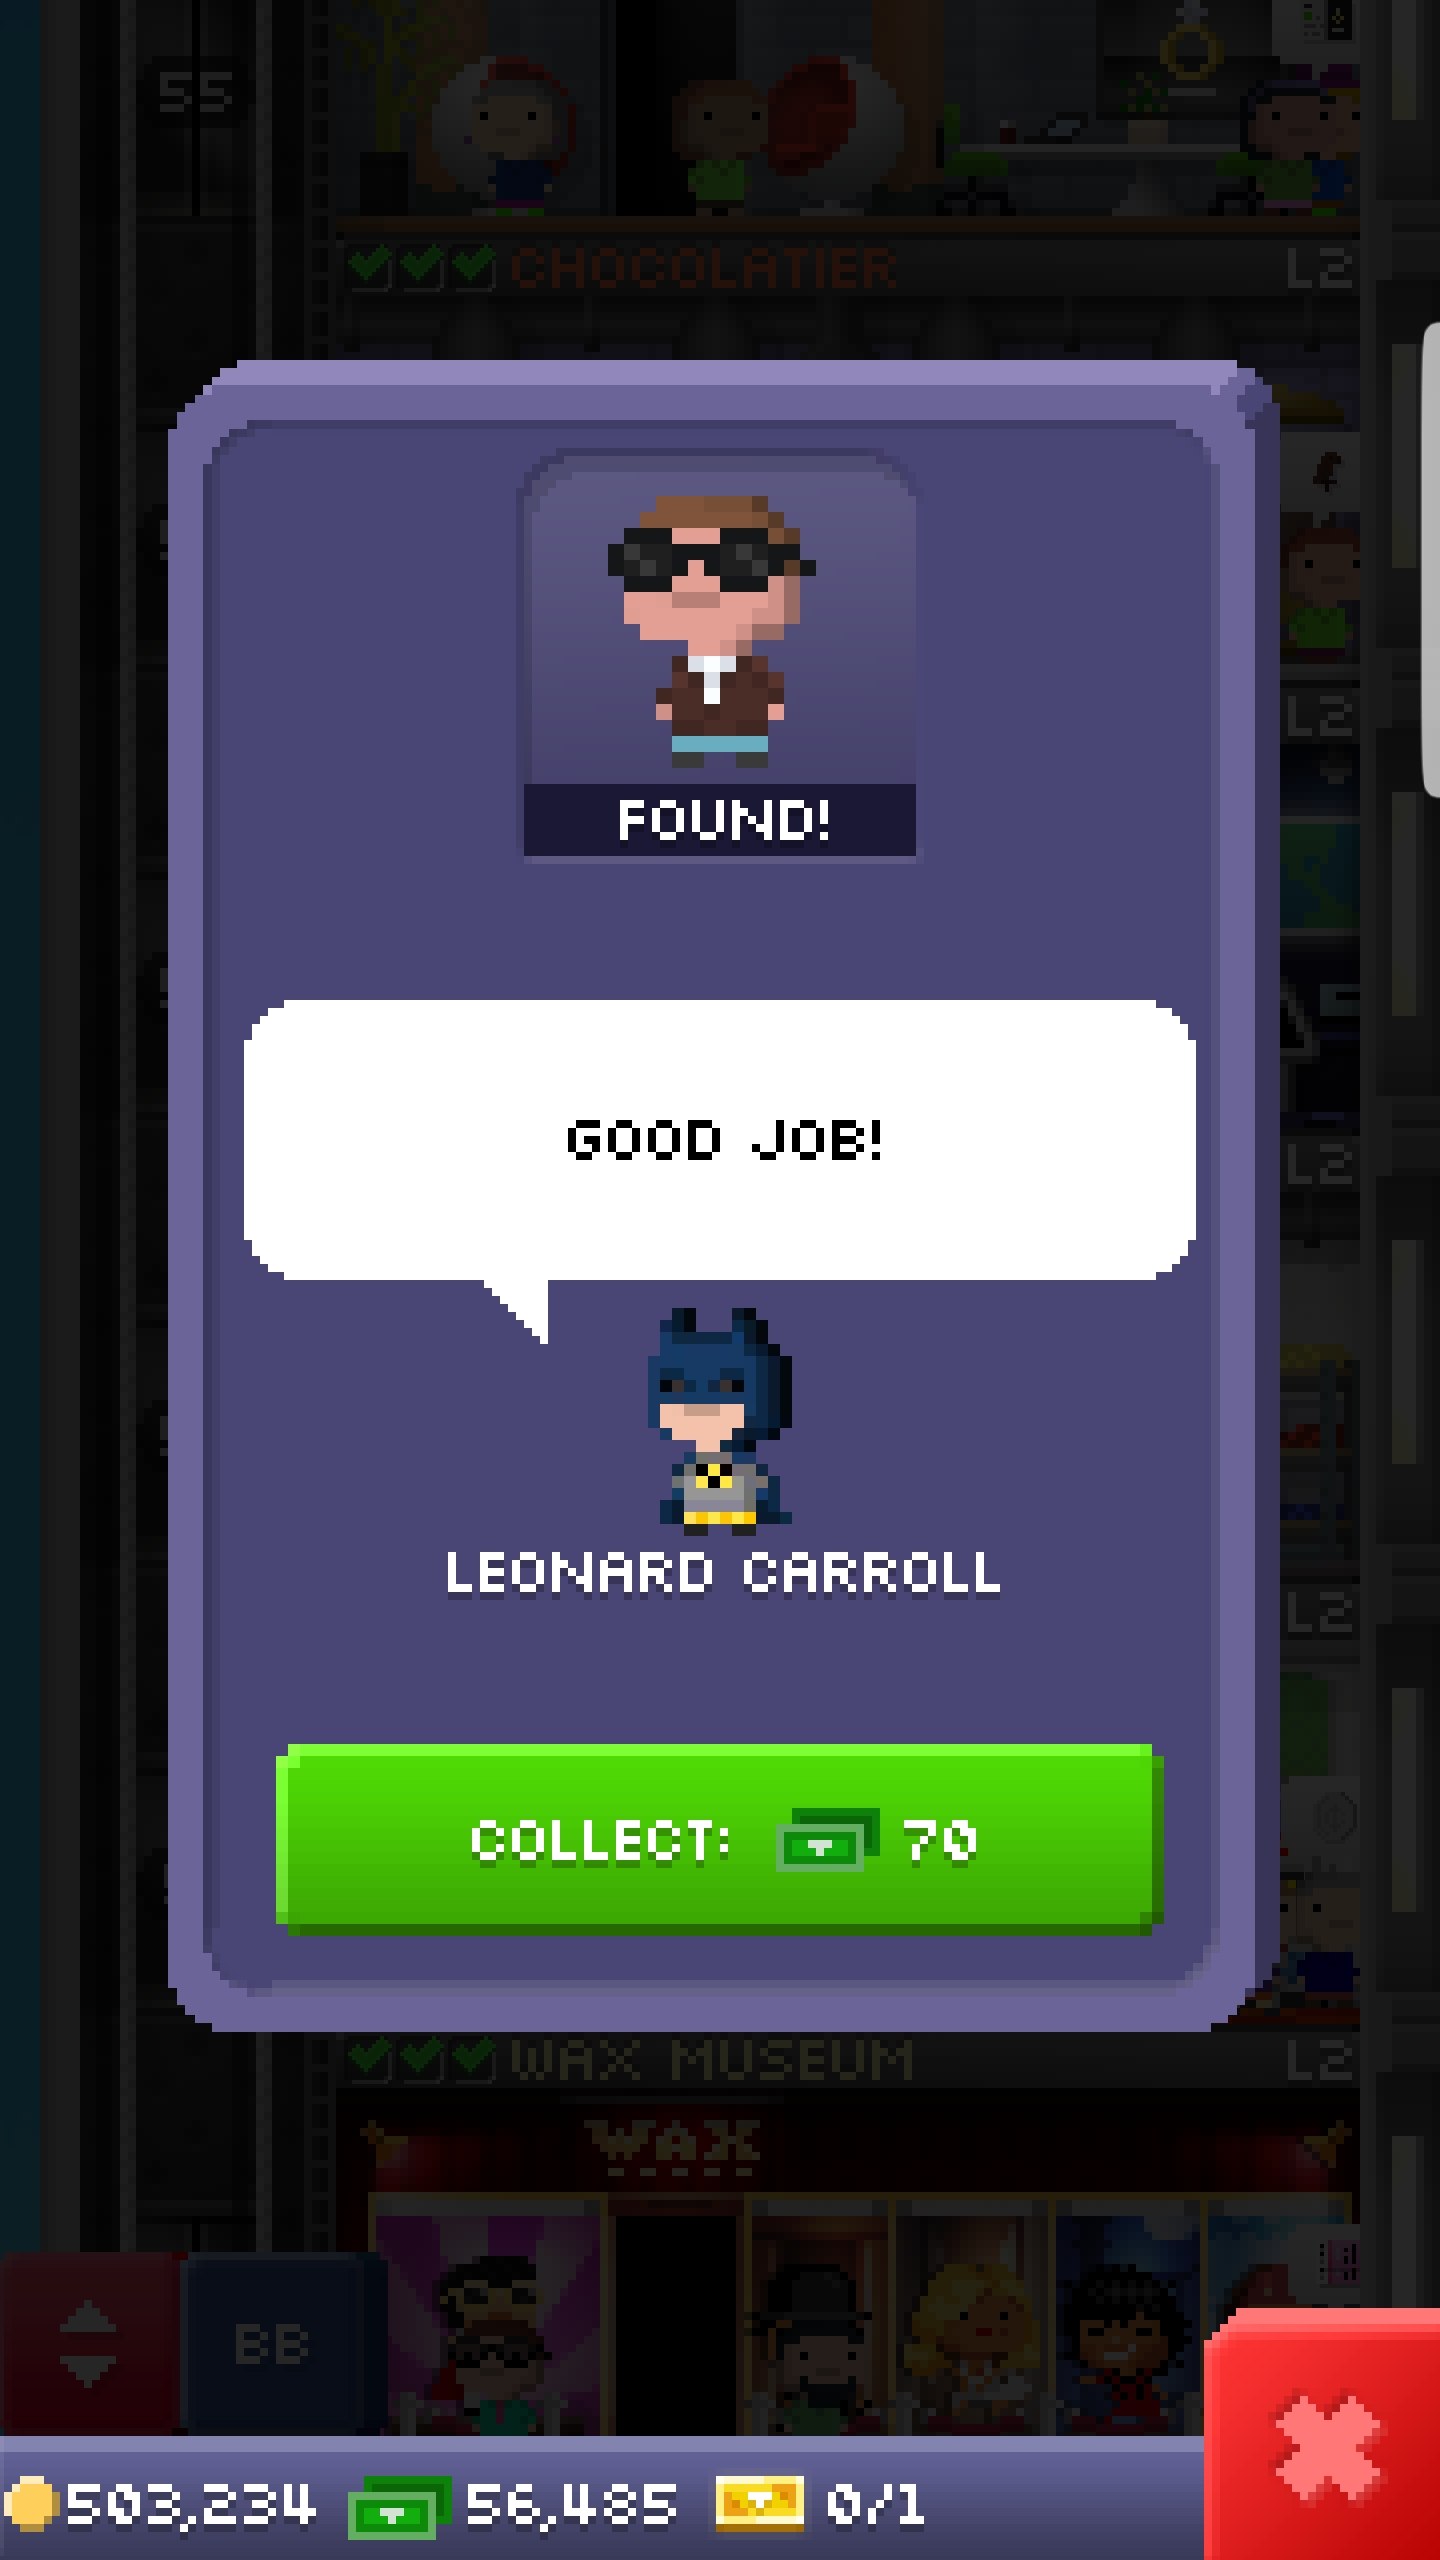 55
CHOCOLATIER L2
FOUND!
L2
GOOD JOB!
L2
LEONARD CARROLL
L2
COLLECT: 70
WAX MUSEUM L2
WAX
BB
503,234 56,485 0/1